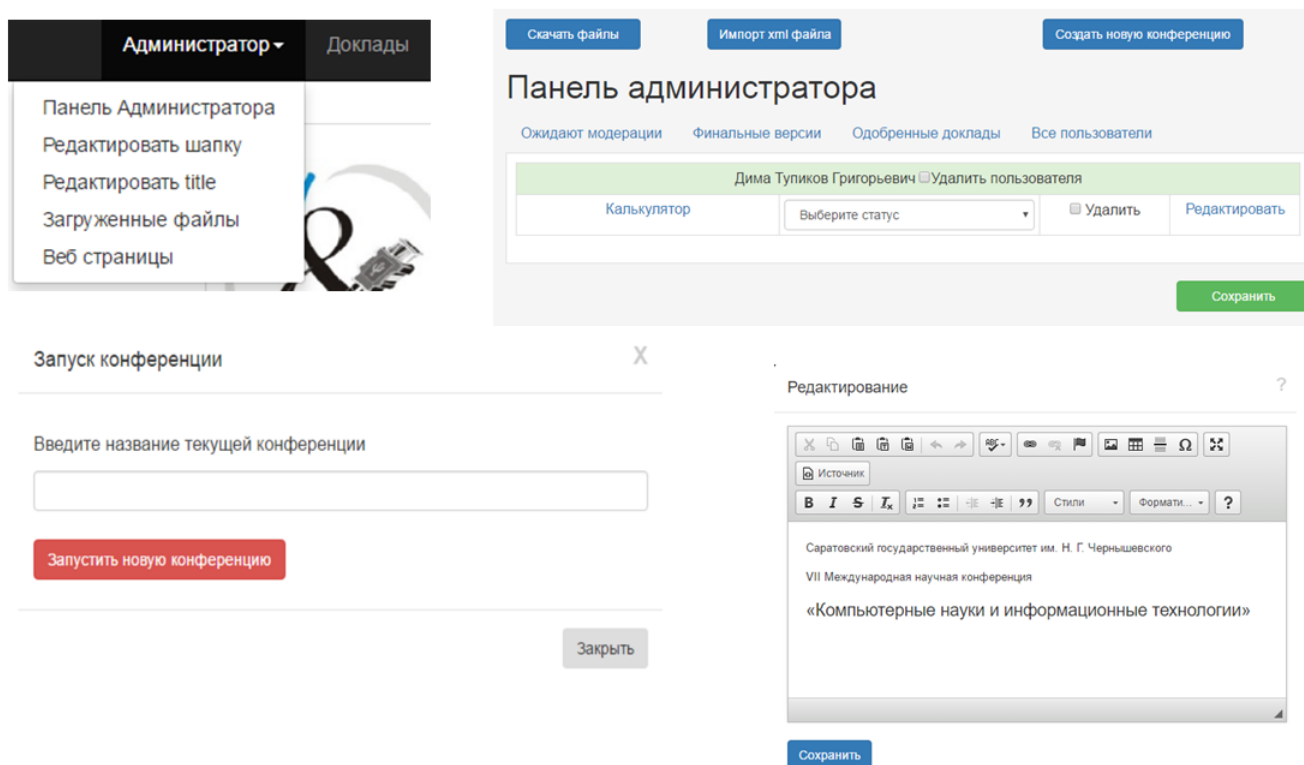 Администратор Доклады
Панель Администратора
Редактировать шапку
Редактировать title
Загруженные файлы
Веб страницы
Скачать файлы Импорт xml файла Создать новую конференцию
Панель администратора
Ожидают модерации Финальные версии Одобренные доклады Все пользователи
Дима Тупиков Григорьевич Удалить пользователя
Калькулятор Выберите статус Удалить Редактировать
Сохранить
Запуск конференции X
Введите название текущей конференции
Запустить новую конференцию
Закрыть
Редактирование ?
ABC Ω
Источник
B I S Ix Стили Формати... ?
Саратовский государственный университет им. Н. Г. Чернышевского
VII Международная научная конференция
«Компьютерные науки и информационные технологии»
Сохранить